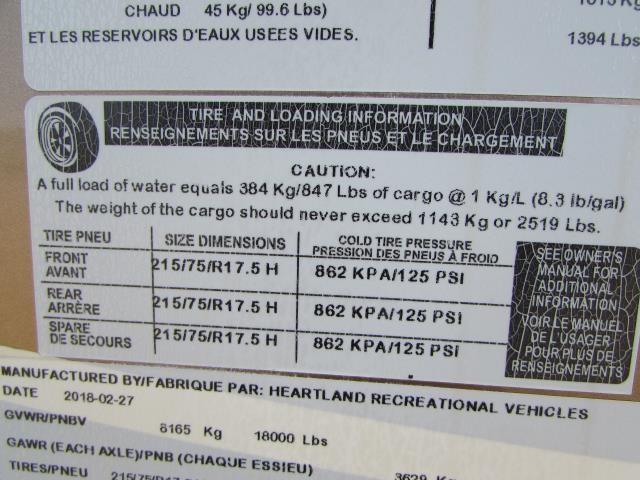 CHAUD 45 Kg/ 99.6 Lbs)
ET LES RESERVOIRS D'EAUX USEES VIDES.
1394 Lbs
TIRE AND LOADING INFORMATION
RENSEIGNEMENTS SUR LES PNEUS ET LE CHARGEMENT
CAUTION:
A full load of water equals 384 Kg/847 Lbs of cargo @ 1 Kg/L (8.3 lb/gal)
The weight of the cargo should never exceed 1143 Kg or 2519 Lbs.
TIRE PNEU SIZE DIMENSIONS COLD TIRE PRESSURE
PRESSION DES PNEUS À FROID
FRONT
AVANT 215/75/R17.5 H 862 KPA/125 PSI
REAR
ARRÈRE 215/75/R17.5 H 862 KPA/125 PSI
SPARE
DE SECOURS 215/75/R17.5 H 862 KPA/125 PSI
SEE OWNER'S
MANUAL FOR
ADDITIONAL
INFORMATION
VOIR LE MANUEL
DE L'USAGER
POUR PLUS DE
RENSEIGNEMENTS
MANUFACTURED BY/FABRIQUE PAR: HEARTLAND RECREATIONAL VEHICLES
DATE 2018-02-27
GVWR/PNBV 8165 Kg 18000 Lbs
GAWR (EACH AXLE)/PNB (CHAQUE ESSIEU) 3629 Kg
TIRES/PNEU